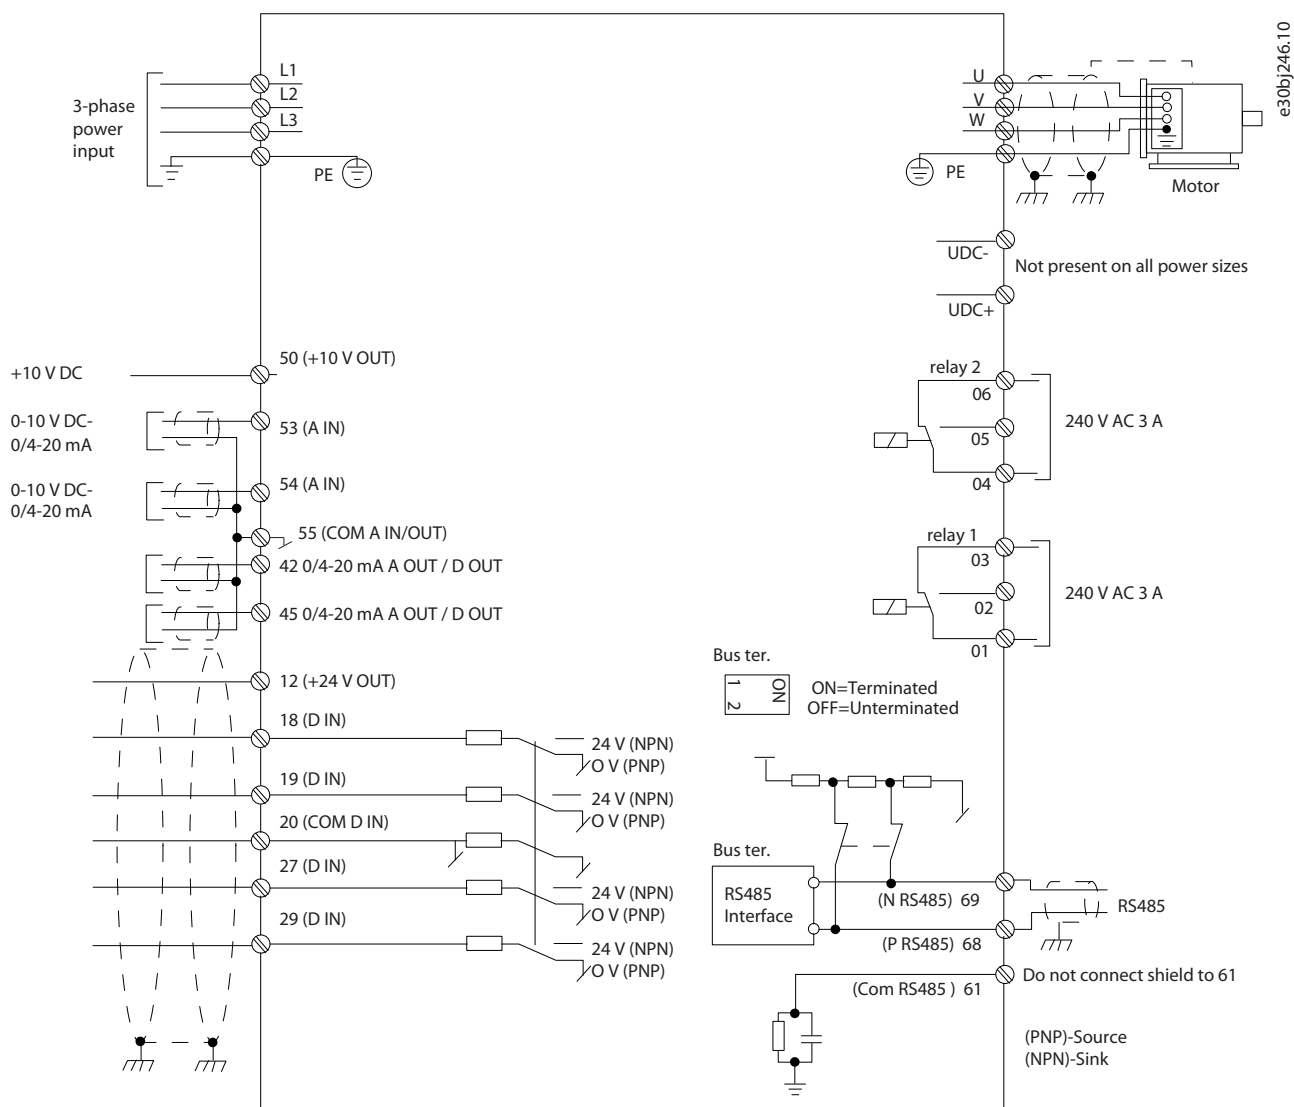 e30bj246.10
L1
L2
L3
3-phase
power
input
PE
U
V
W
PE
Motor
UDC-
Not present on all power sizes
UDC+
50 (+10 V OUT)
+10 V DC
0-10 V DC-
0/4-20 mA
53 (A IN)
0-10 V DC-
0/4-20 mA
54 (A IN)
55 (COM A IN/OUT)
42 0/4-20 mA A OUT / D OUT
45 0/4-20 mA A OUT / D OUT
12 (+24 V OUT)
18 (D IN)
24 V (NPN)
O V (PNP)
19 (D IN)
24 V (NPN)
O V (PNP)
20 (COM D IN)
27 (D IN)
24 V (NPN)
O V (PNP)
29 (D IN)
24 V (NPN)
O V (PNP)
relay 2
06
05
04
240 V AC 3 A
relay 1
03
02
01
240 V AC 3 A
Bus ter.
1
2
ON
ON=Terminated
OFF=Unterminated
Bus ter.
RS485
Interface
(N RS485) 69
RS485
(P RS485) 68
(Com RS485 ) 61
Do not connect shield to 61
(PNP)-Source
(NPN)-Sink